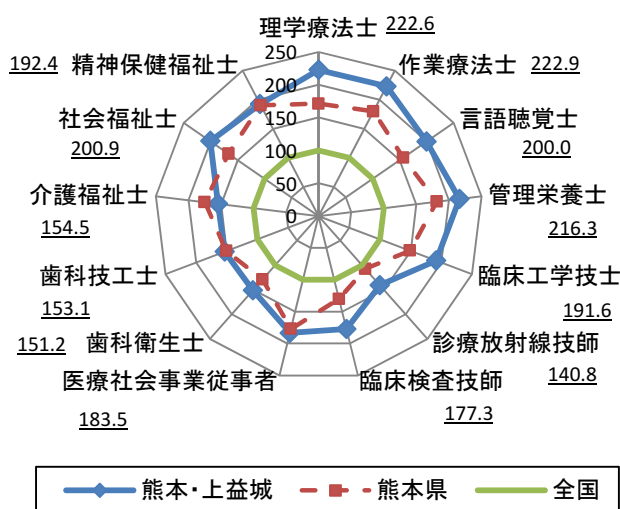 理学療法士 222.6
作業療法士 222.9
言語聴覚士
200.0
管理栄養士
216.3
臨床工学技士
191.6
診療放射線技師
140.8
臨床検査技師
177.3
医療社会事業従事者
183.5
歯科衛生士
151.2
歯科技工士
153.1
介護福祉士
154.5
社会福祉士
200.9
192.4 精神保健福祉士
250
200
150
100
50
0
熊本・上益城 熊本県 全国